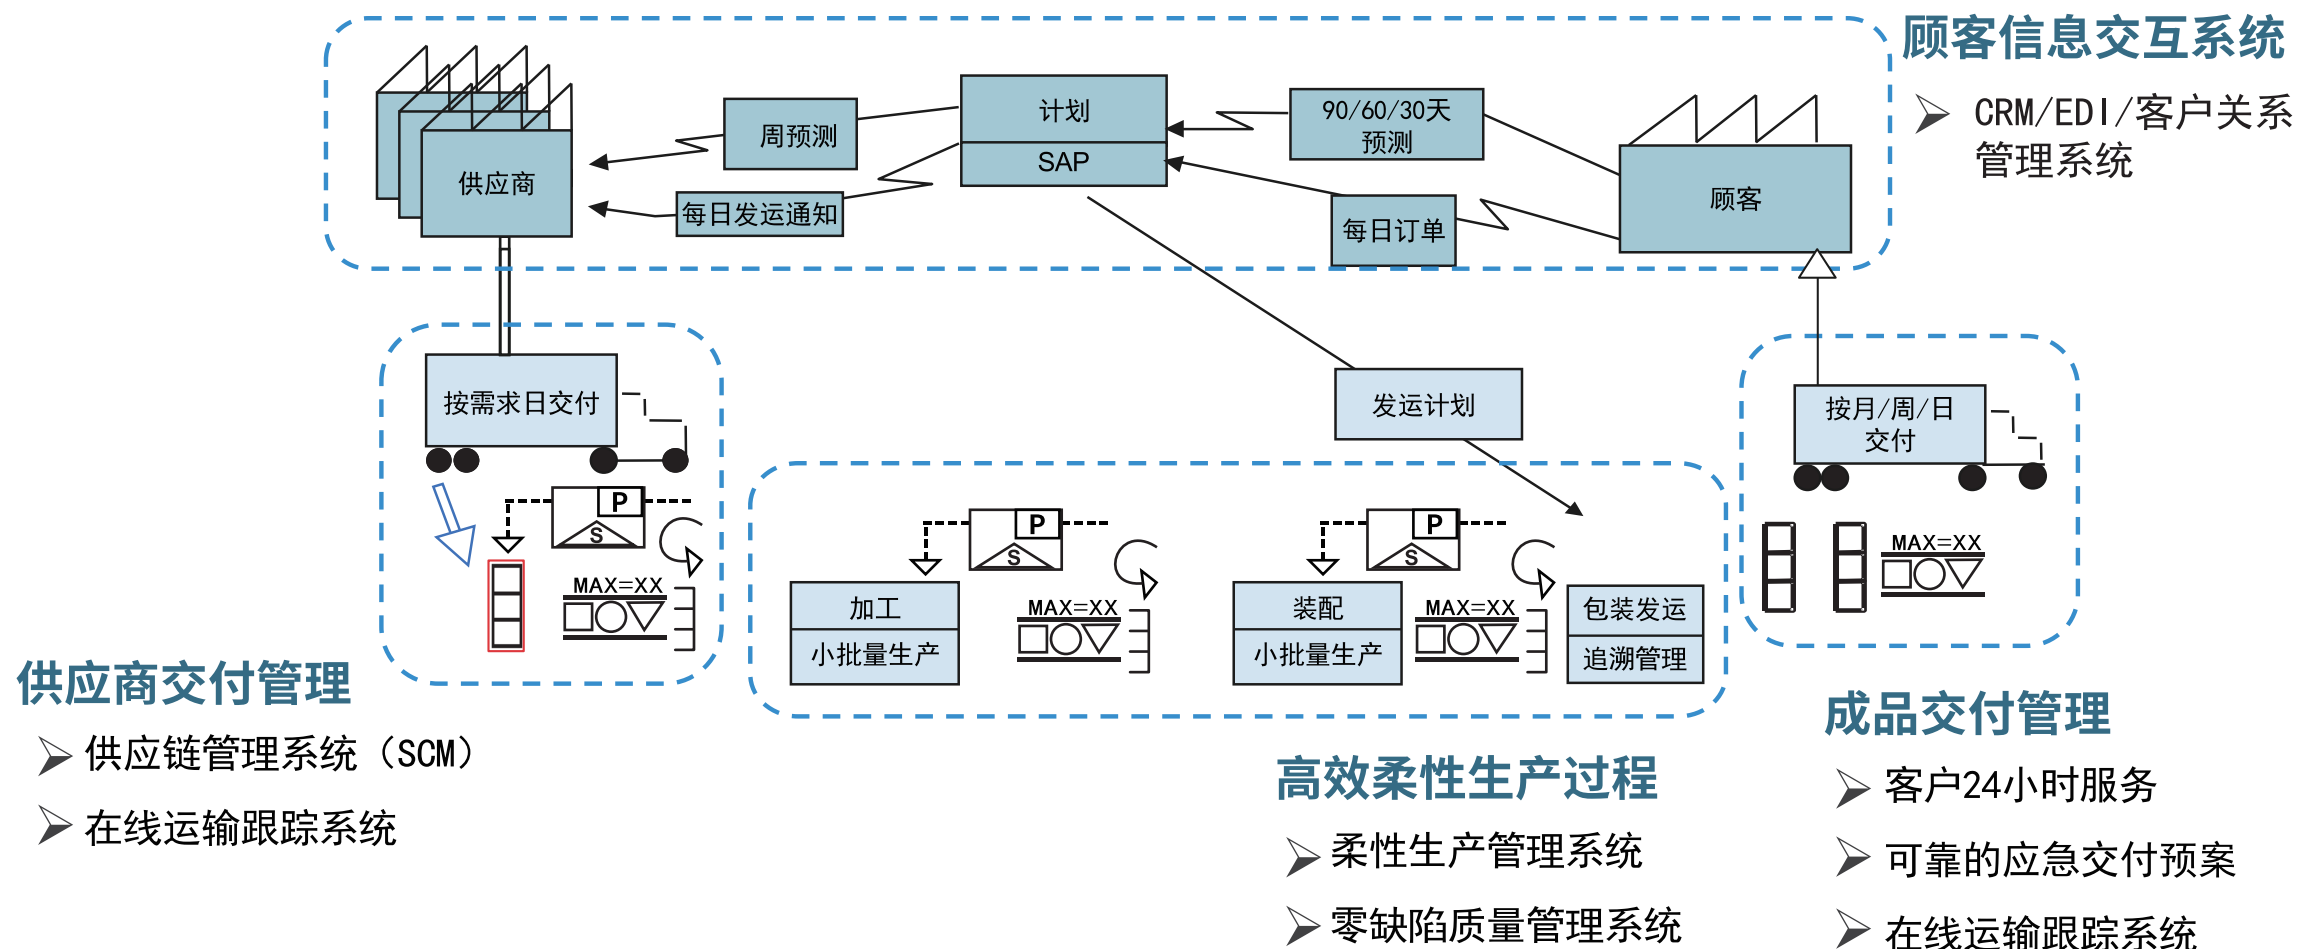 顾客信息交互系统
CRM/EDI/客户关系
管理系统
供应商
周预测
每日发运通知
计划
SAP
90/60/30天
预测
每日订单
顾客
按需求日交付
P
S
MAX=XX
发运计划
按月/周/日
交付
MAX=XX
P
S
加工
小批量生产
MAX=XX
P
S
装配
小批量生产
MAX=XX
包装发运
追溯管理
供应商交付管理
供应链管理系统（SCM）
在线运输跟踪系统
高效柔性生产过程
柔性生产管理系统
零缺陷质量管理系统
成品交付管理
客户24小时服务
可靠的应急交付预案
在线运输跟踪系统